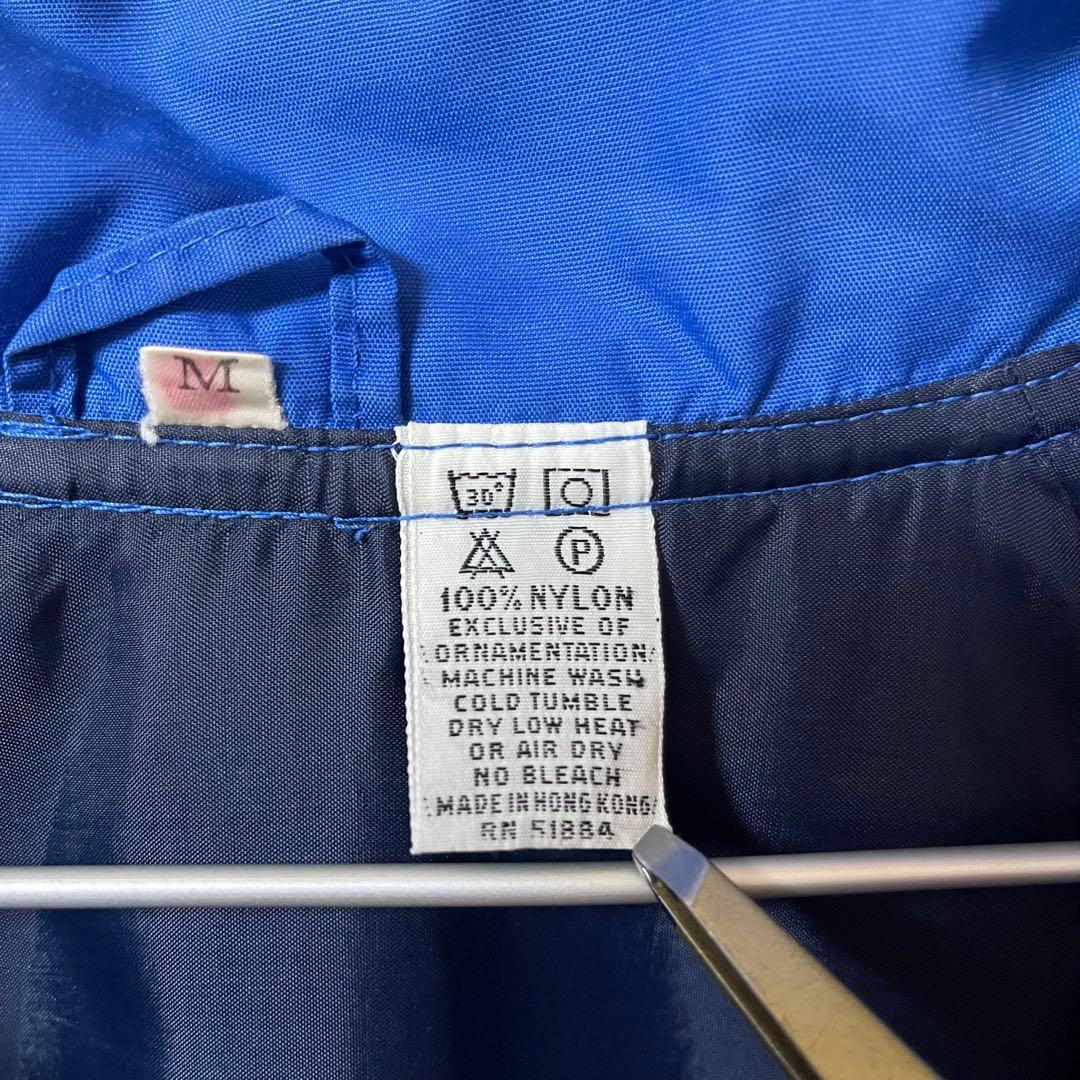 M
30°
P
100% NYLON
EXCLUSIVE OF
ORNAMENTATION
MACHINE WASH
COLD TUMBLE
DRY LOW HEAT
OR AIR DRY
NO BLEACH
MADE IN HONG KONG
RN 51884